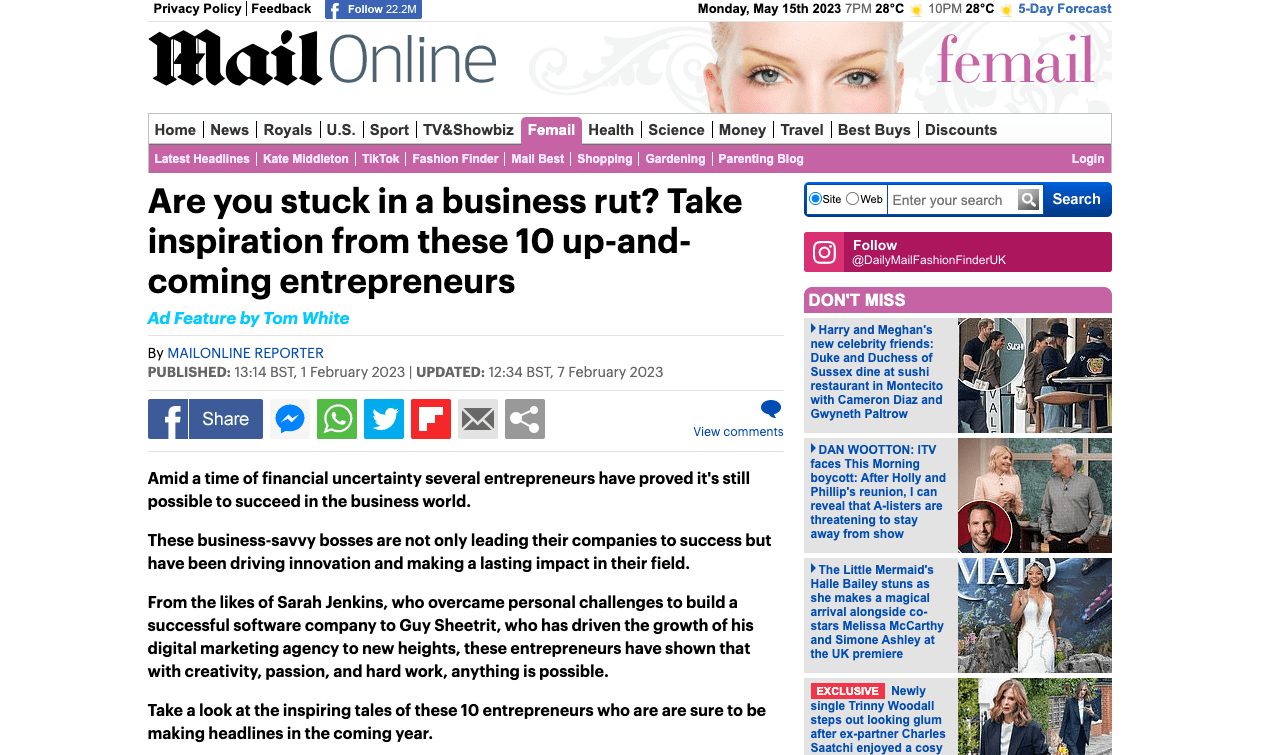 Privacy Policy Feedback Follow 22.2M Monday, May 15th 2023 7PM 28°C 10PM 28°C 5-Day Forecast
Mail Online femail
Home News Royals U.S. Sport TV&Showbiz Femail Health Science Money Travel Best Buys Discounts
Latest Headlines Kate Middleton TikTok Fashion Finder Mail Best Shopping Gardening Parenting Blog Login
Are you stuck in a business rut? Take
inspiration from these 10 up-and-
coming entrepreneurs
Ad Feature by Tom White
By MAILONLINE REPORTER
PUBLISHED: 13:14 BST, 1 February 2023 | UPDATED: 12:34 BST, 7 February 2023
Share
View comments
Amid a time of financial uncertainty several entrepreneurs have proved it's still
possible to succeed in the business world.
These business-savvy bosses are not only leading their companies to success but
have been driving innovation and making a lasting impact in their field.
From the likes of Sarah Jenkins, who overcame personal challenges to build a
successful software company to Guy Sheetrit, who has driven the growth of his
digital marketing agency to new heights, these entrepreneurs have shown that
with creativity, passion, and hard work, anything is possible.
Take a look at the inspiring tales of these 10 entrepreneurs who are are sure to be
making headlines in the coming year.
Site Web Enter your search Search
Follow
@DailyMailFashionFinderUK
DON'T MISS
Harry and Meghan's
new celebrity friends:
Duke and Duchess of
Sussex dine at sushi
restaurant in Montecito
with Cameron Diaz and
Gwyneth Paltrow
SUSHI
VAL
DAN WOOTTON: ITV
faces This Morning
boycott: After Holly and
Phillip's reunion, I can
reveal that A-listers are
threatening to stay
away from show
The Little Mermaid's
Halle Bailey stuns as
she makes a magical
arrival alongside co-
stars Melissa McCarthy
and Simone Ashley at
the UK premiere
MAID
EXCLUSIVE Newly
single Trinny Woodall
steps out looking glum
after ex-partner Charles
Saatchi enjoyed a cosy